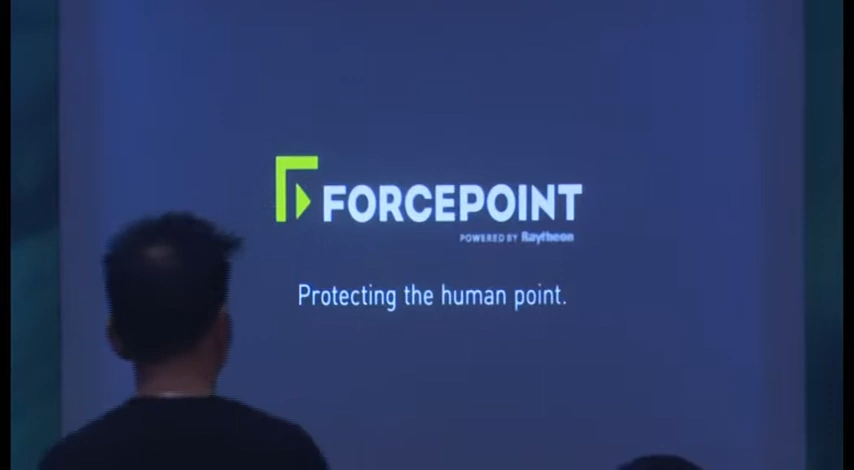 FORCEPOINT
POWERED BY Raytheon
Protecting the human point.